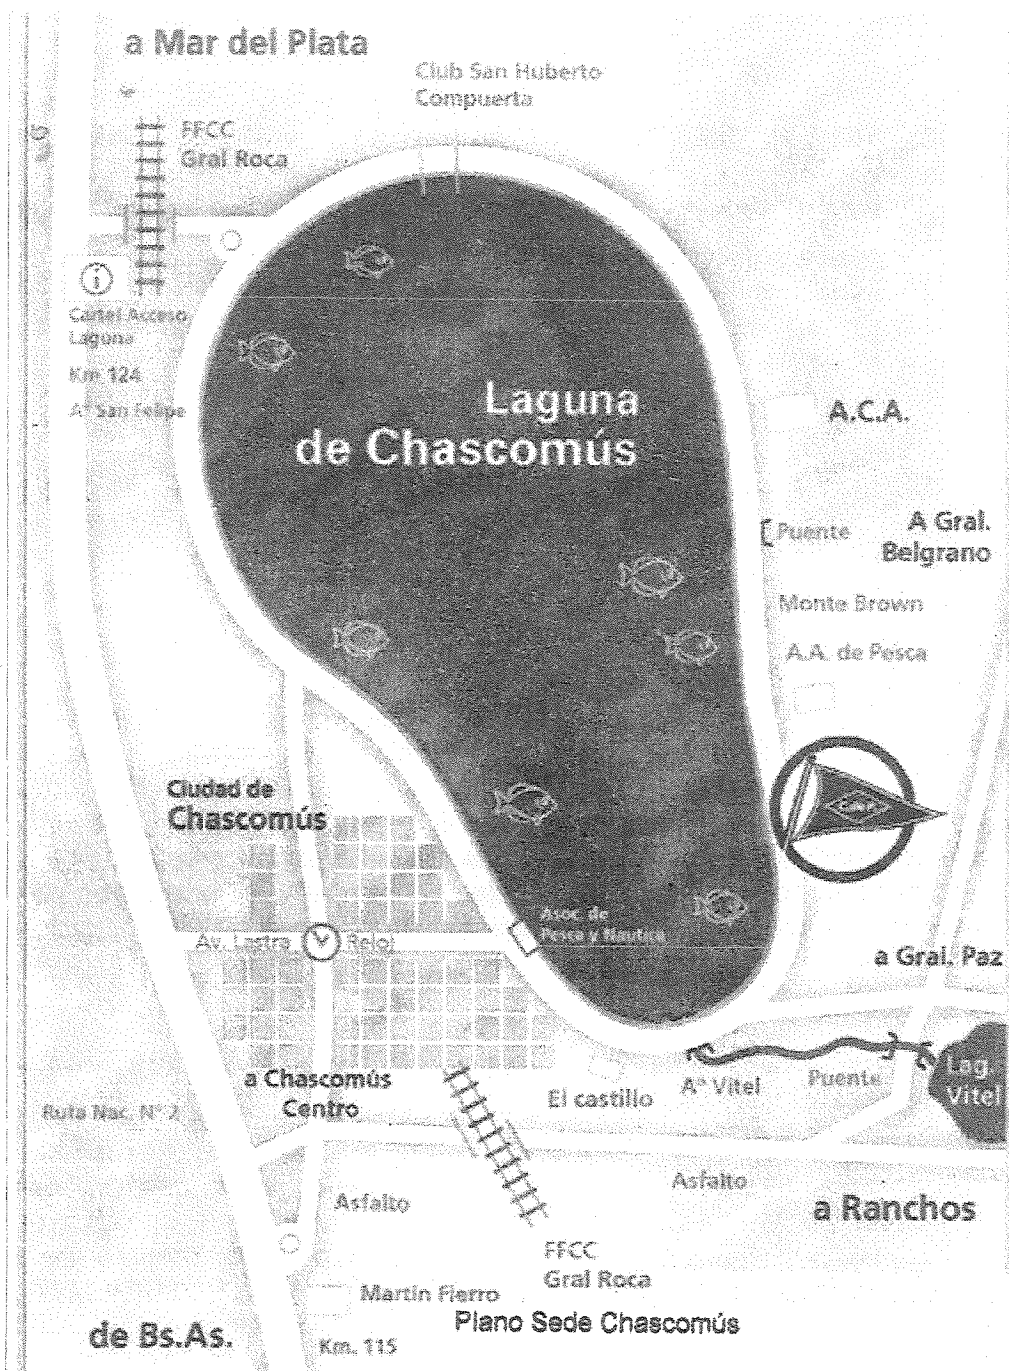 a Mar del Plata
Club San Huberto
Compuerta
FFCC
Gral Roca
Cartel Acceso
Laguna
Km 124
A° San Felipe
Laguna
de Chascomús
A.C.A.
Puente
A Gral.
Belgrano
Monte Brown
A.A. de Pesca
Ciudad de
Chascomús
Asoc. de
Pesca y Nautica
Av. Lastra
Reloj
a Gral. Paz
a Chascomús
Centro
Ruta Nac. N° 2
El castillo
A° Vitel
Puente
Lag.
Vitel
Asfalto
Asfalto
a Ranchos
FFCC
Gral Roca
Martín Fierro
Plano Sede Chascomús
de Bs.As.
Km. 115